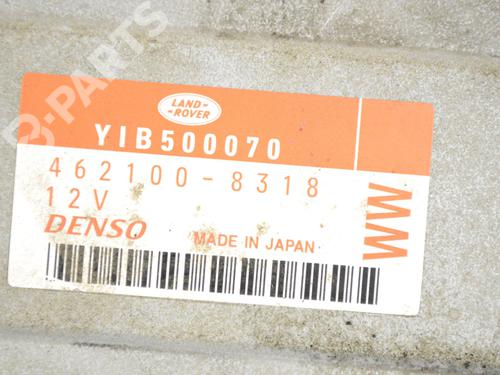 B-PARTS
LAND-
-ROVER
YIB500070
462100-8318
12V
DENSO
MADE IN JAPAN
WW